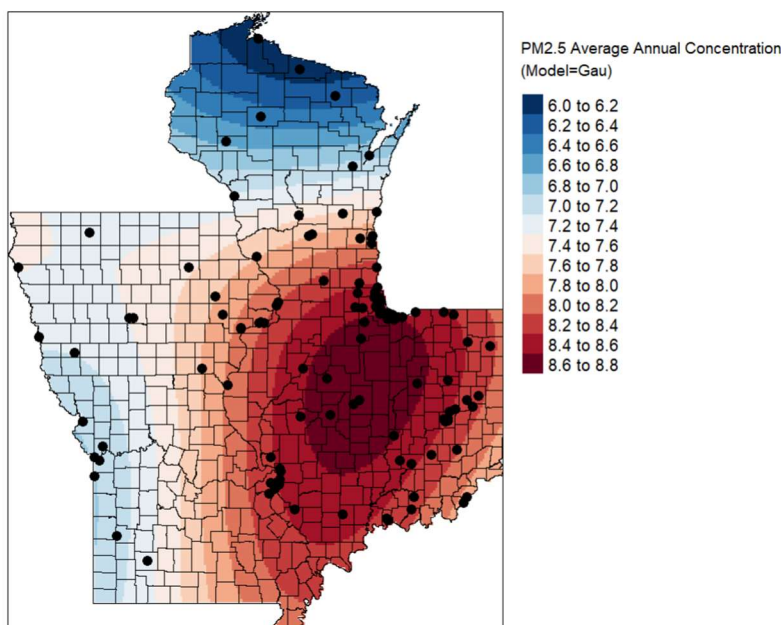 PM2.5 Average Annual Concentration
(Model=Gau)
6.0 to 6.2
6.2 to 6.4
6.4 to 6.6
6.6 to 6.8
6.8 to 7.0
7.0 to 7.2
7.2 to 7.4
7.4 to 7.6
7.6 to 7.8
7.8 to 8.0
8.0 to 8.2
8.2 to 8.4
8.4 to 8.6
8.6 to 8.8